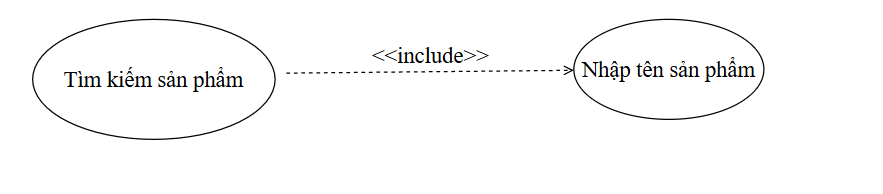 <<include>>
Tìm kiếm sản phẩm
Nhập tên sản phẩm